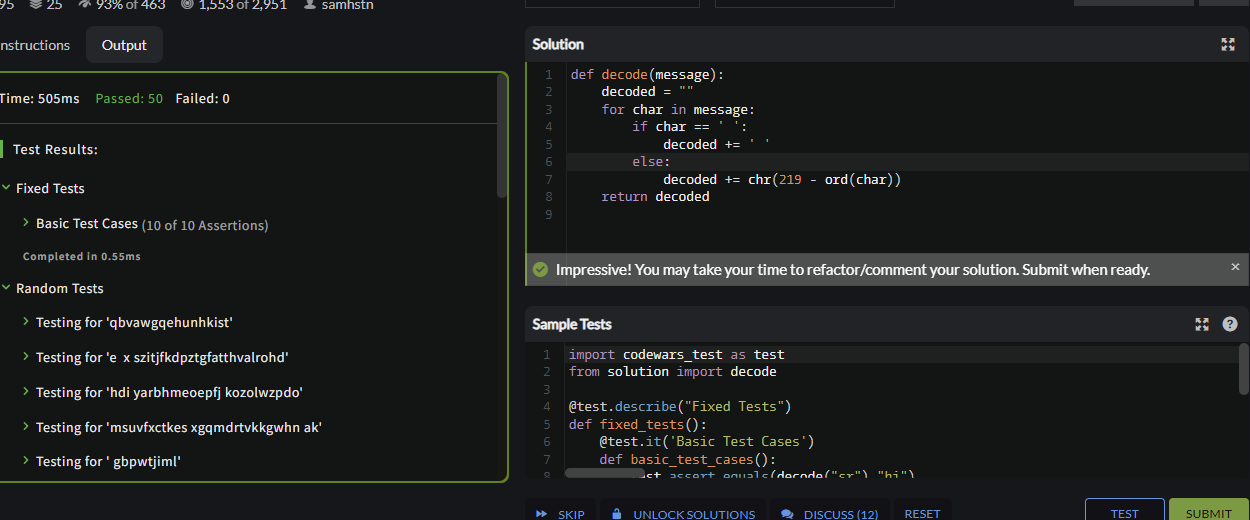 95 25 93% of 463 1,553 of 2,951 samhstn
nstructions Output
Time: 505ms Passed: 50 Failed: 0
Test Results:
Fixed Tests
Basic Test Cases (10 of 10 Assertions)
Completed in 0.55ms
Random Tests
Testing for 'qbvawgqehunhkist'
Testing for 'e x szitjfkdpztgfatthvalrohd'
Testing for 'hdi yarbhmeoepfj kozolwzpdo'
Testing for 'msuvfxctkes xgqmdrtvkkgwhn ak'
Testing for ' gbpwtjiml'
Solution
1 def decode(message):
2     decoded = ""
3     for char in message:
4         if char == ' ':
5             decoded += ' '
6         else:
7             decoded += chr(219 - ord(char))
8     return decoded
9
Impressive! You may take your time to refactor/comment your solution. Submit when ready. ×
Sample Tests ?
1 import codewars_test as test
2 from solution import decode
3
4 @test.describe("Fixed Tests")
5 def fixed_tests():
6     @test.it('Basic Test Cases')
7     def basic_test_cases():
8         test.assert_equals(decode("sr"),"hi")
SKIP UNLOCK SOLUTIONS DISCUSS (12) RESET TEST SUBMIT